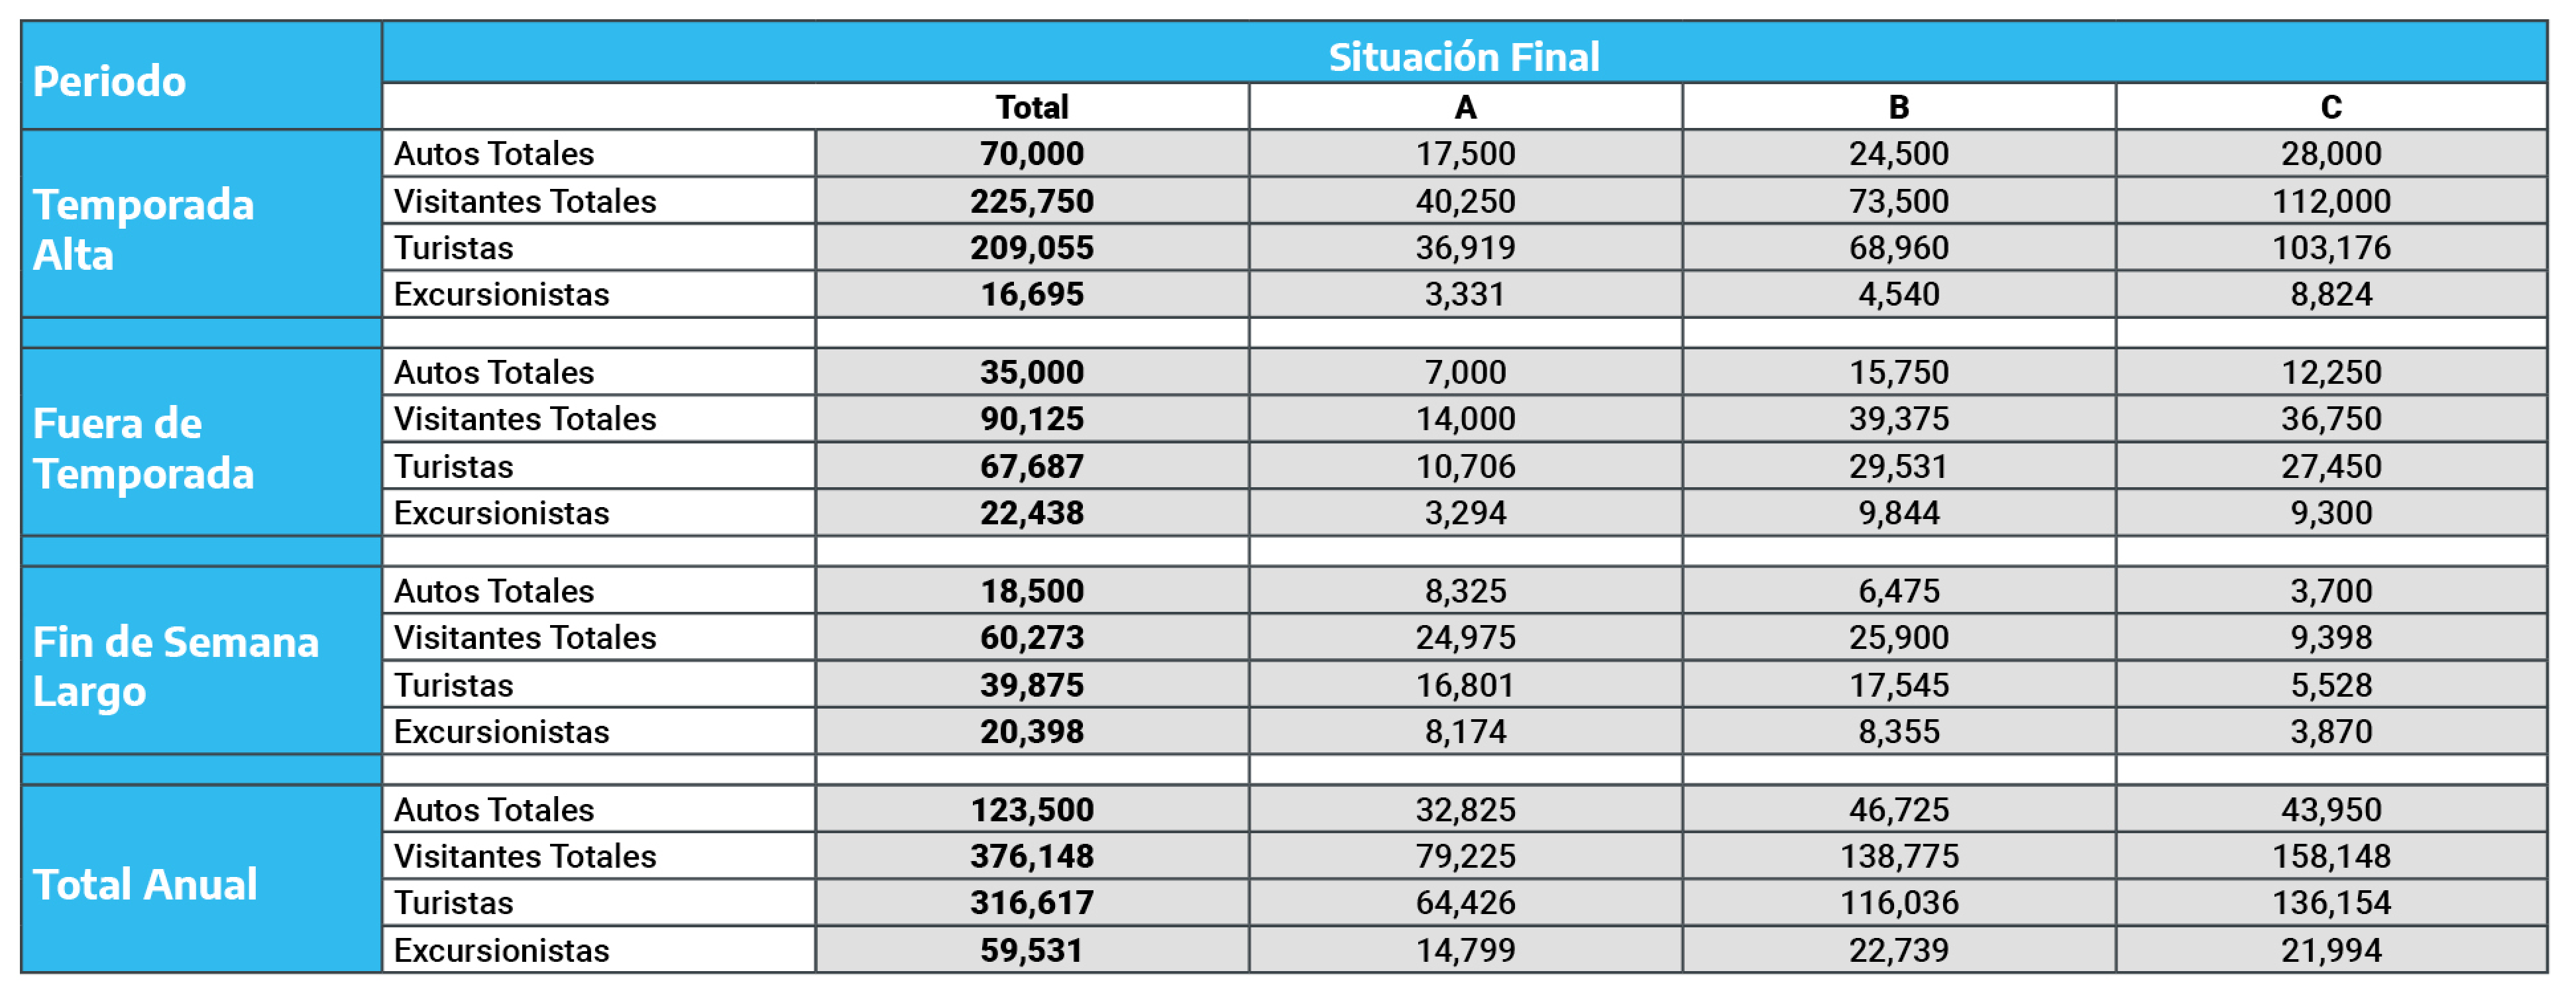 Periodo Situación Final
Total A B C
Temporada Alta
Autos Totales 70,000 17,500 24,500 28,000
Visitantes Totales 225,750 40,250 73,500 112,000
Turistas 209,055 36,919 68,960 103,176
Excursionistas 16,695 3,331 4,540 8,824
Fuera de Temporada
Autos Totales 35,000 7,000 15,750 12,250
Visitantes Totales 90,125 14,000 39,375 36,750
Turistas 67,687 10,706 29,531 27,450
Excursionistas 22,438 3,294 9,844 9,300
Fin de Semana Largo
Autos Totales 18,500 8,325 6,475 3,700
Visitantes Totales 60,273 24,975 25,900 9,398
Turistas 39,875 16,801 17,545 5,528
Excursionistas 20,398 8,174 8,355 3,870
Total Anual
Autos Totales 123,500 32,825 46,725 43,950
Visitantes Totales 376,148 79,225 138,775 158,148
Turistas 316,617 64,426 116,036 136,154
Excursionistas 59,531 14,799 22,739 21,994